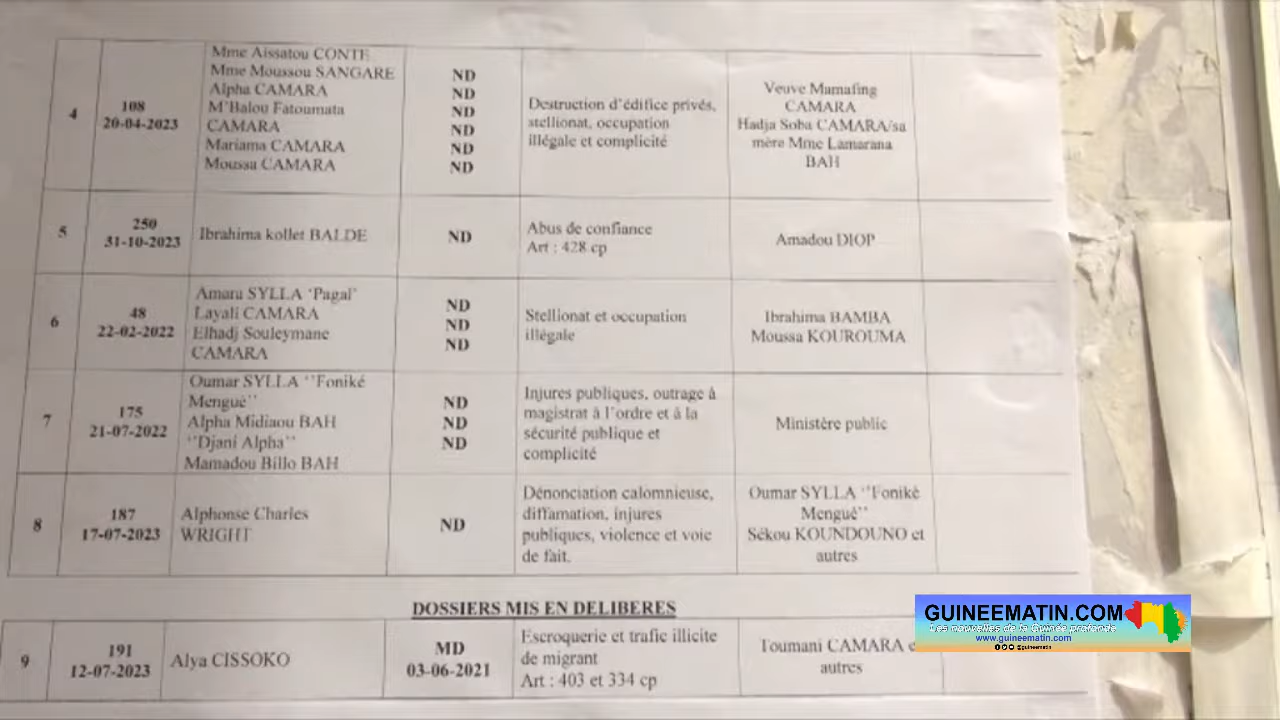 4
108
20-04-2023
Mme Aissatou CONTE
Mme Moussou SANGARE
Alpha CAMARA
M'Balou Fatoumata
CAMARA
Mariama CAMARA
Moussa CAMARA
ND
ND
ND
ND
ND
ND
Destruction d'édifice privés,
stellionat, occupation
illégale et complicité
Veuve Mamafing
CAMARA
Hadja Soba CAMARA/sa
mère Mme Lamarana
BAH
5
250
31-10-2023
Ibrahima kollet BALDE
ND
Abus de confiance
Art : 428 cp
Amadou DIOP
6
48
22-02-2022
Amara SYLLA ‘Pagal’
Layali CAMARA
Elhadj Souleymane
CAMARA
ND
ND
ND
Stellionat et occupation
illégale
Ibrahima BAMBA
Moussa KOUROUMA
7
175
21-07-2022
Oumar SYLLA ‘‘Foniké
Mengué’’
Alpha Midiaou BAH
‘‘Djani Alpha’’
Mamadou Billo BAH
ND
ND
ND
Injures publiques, outrage à
magistrat à l'ordre et à la
sécurité publique et
complicité
Ministère public
8
187
17-07-2023
Alphonse Charles
WRIGHT
ND
Dénonciation calomnieuse,
diffamation, injures
publiques, violence et voie
de fait.
Oumar SYLLA ‘‘Foniké
Mengué’’
Sékou KOUNDOUNO et
autres
DOSSIERS MIS EN DELIBERES
9
191
12-07-2023
Alya CISSOKO
MD
03-06-2021
Escroquerie et trafic illicite
de migrant
Art : 403 et 334 cp
Toumani CAMARA
autres
GUINEEMATIN.COM
Les nouvelles de la Guinée profonde
www.guineematin.com
@guineematin